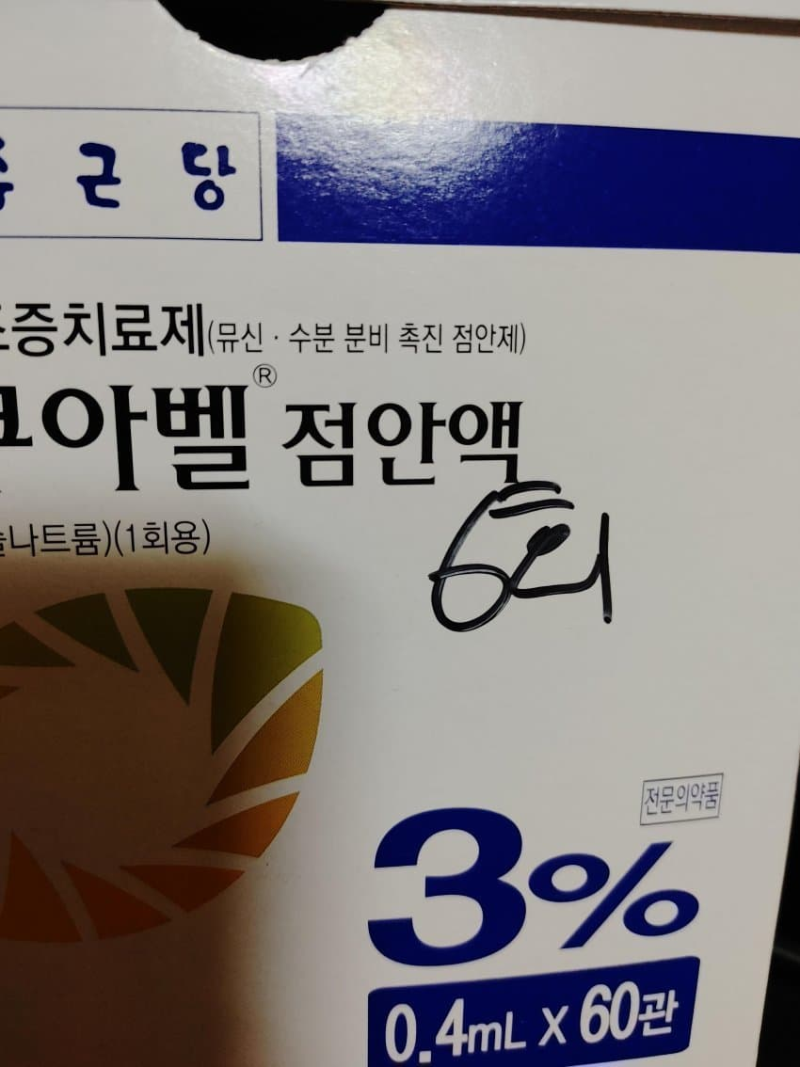 근당
증치료제(뮤신 · 수분 분비 촉진 점안제)
아벨® 점안액
나트륨)(1회용)
6회
전문의약품
3%
0.4mL X 60관